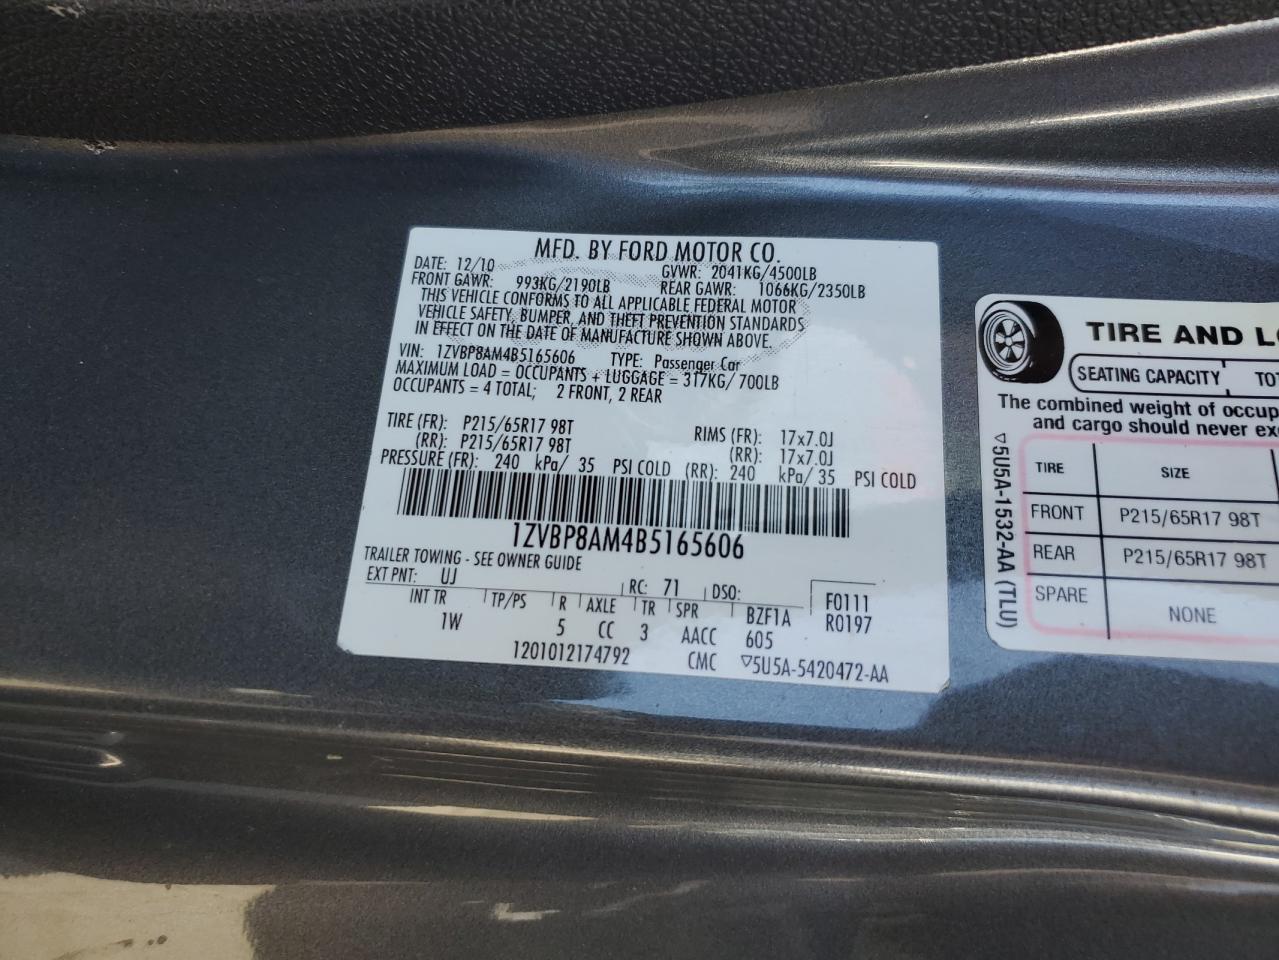 MFD. BY FORD MOTOR CO.
DATE: 12/10 GVWR: 2041KG/4500LB
FRONT GAWR: 993KG/2190LB REAR GAWR: 1066KG/2350LB
THIS VEHICLE CONFORMS TO ALL APPLICABLE FEDERAL MOTOR
VEHICLE SAFETY, BUMPER, AND THEFT PREVENTION STANDARDS
IN EFFECT ON THE DATE OF MANUFACTURE SHOWN ABOVE.
VIN: 1ZVBP8AM4B5165606 TYPE: Passenger Car
MAXIMUM LOAD = OCCUPANTS + LUGGAGE = 317KG/ 700LB
OCCUPANTS = 4 TOTAL; 2 FRONT, 2 REAR
TIRE (FR): P215/65R17 98T RIMS (FR): 17x7.0J
(RR): P215/65R17 98T (RR): 17x7.0J
PRESSURE (FR): 240 kPa/ 35 PSI COLD (RR): 240 kPa/ 35 PSI COLD
1ZVBP8AM4B5165606
TRAILER TOWING - SEE OWNER GUIDE
EXT PNT: UJ RC: 71 DSO: F0111
INT TR TP/PS R AXLE TR SPR BZF1A R0197
1W 5 CC 3 AACC 605
1201012174792 CMC ▽5U5A-5420472-AA
TIRE AND L
SEATING CAPACITY TOT
The combined weight of occup
and cargo should never exc
▽5U5A-1532-AA (TLU)
TIRE SIZE
FRONT P215/65R17 98T
REAR P215/65R17 98T
SPARE NONE